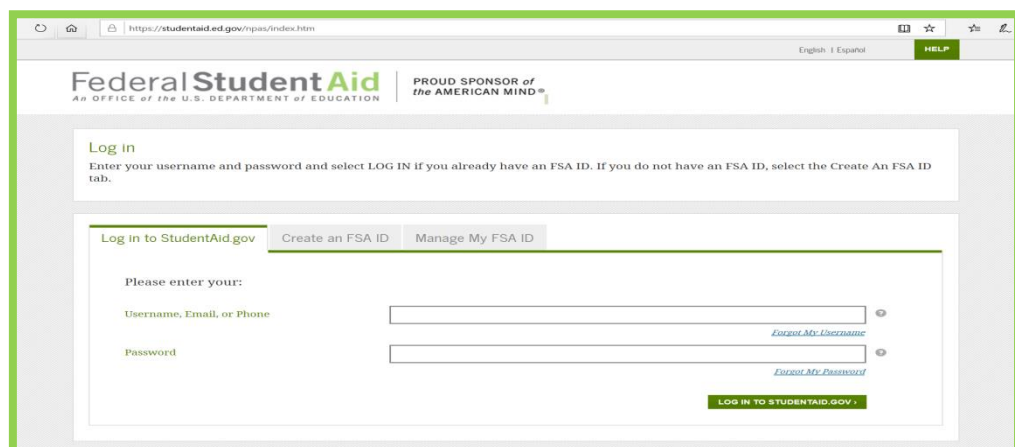 https://studentaid.ed.gov/npas/index.htm
English | Español
HELP
Federal Student Aid
An OFFICE of the U.S. DEPARTMENT of EDUCATION
PROUD SPONSOR of
the AMERICAN MIND®
Log in
Enter your username and password and select LOG IN if you already have an FSA ID. If you do not have an FSA ID, select the Create An FSA ID
tab.
Log in to StudentAid.gov
Create an FSA ID
Manage My FSA ID
Please enter your:
Username, Email, or Phone
Forgot My Username
Password
Forgot My Password
LOG IN TO STUDENTAID.GOV ›